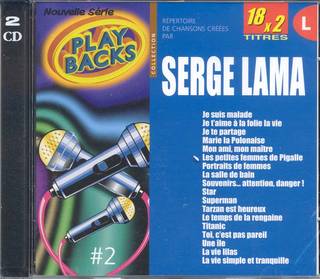 2
CD
Nouvelle Série
PLAY
BACKS
COLLECTION
RÉPERTOIRE
DE CHANSONS CRÉÉES
PAR
18x2
TITRES
L
SERGE LAMA
Je suis malade
Je t'aime à la folie la vie
Je te partage
Marie la Polonaise
Mon ami, mon maître
Les petites femmes de Pigalle
Portraits de femmes
La salle de bain
Souvenirs... attention, danger !
Star
Superman
Tarzan est heureux
Le temps de la rengaine
Titanic
Toi, c'est pas pareil
Une île
La vie lilas
La vie simple et tranquille
#2